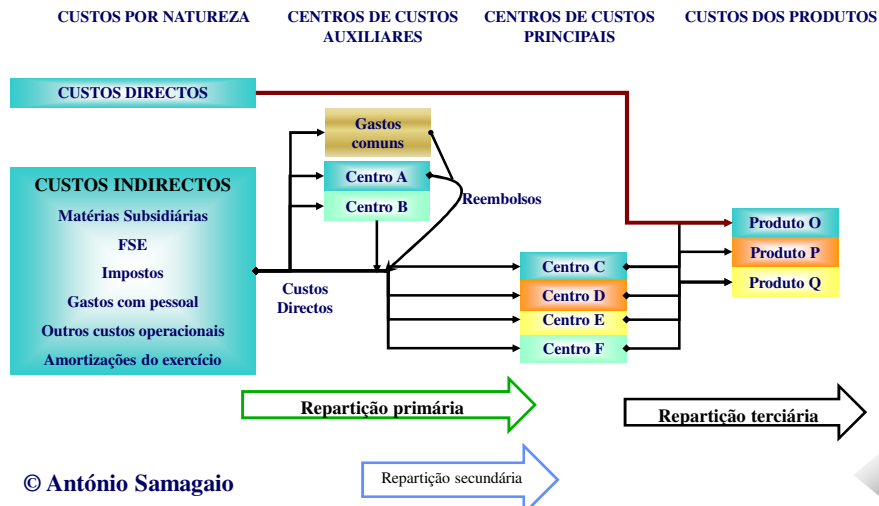 CUSTOS POR NATUREZA
CENTROS DE CUSTOS
AUXILIARES
CENTROS DE CUSTOS
PRINCIPAIS
CUSTOS DOS PRODUTOS
CUSTOS DIRECTOS
Gastos
comuns
CUSTOS INDIRECTOS
Matérias Subsidiárias
FSE
Impostos
Gastos com pessoal
Outros custos operacionais
Amortizações do exercício
Centro A
Centro B
Reembolsos
Custos
Directos
Centro C
Centro D
Centro E
Centro F
Produto O
Produto P
Produto Q
Repartição primária
Repartição terciária
Repartição secundária
© António Samagaio